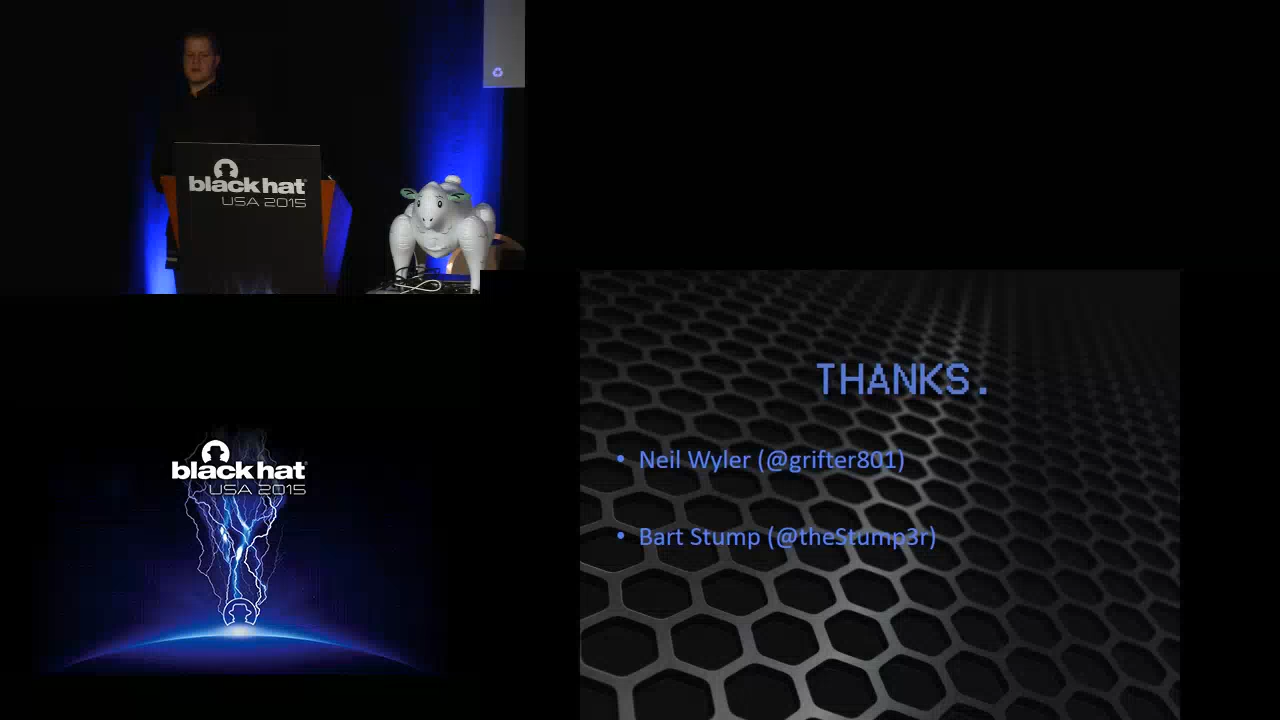 black hat
USA 2015
black hat
USA 2015
THANKS.
• Neil Wyler (@grifter801)
• Bart Stump (@theStump3r)